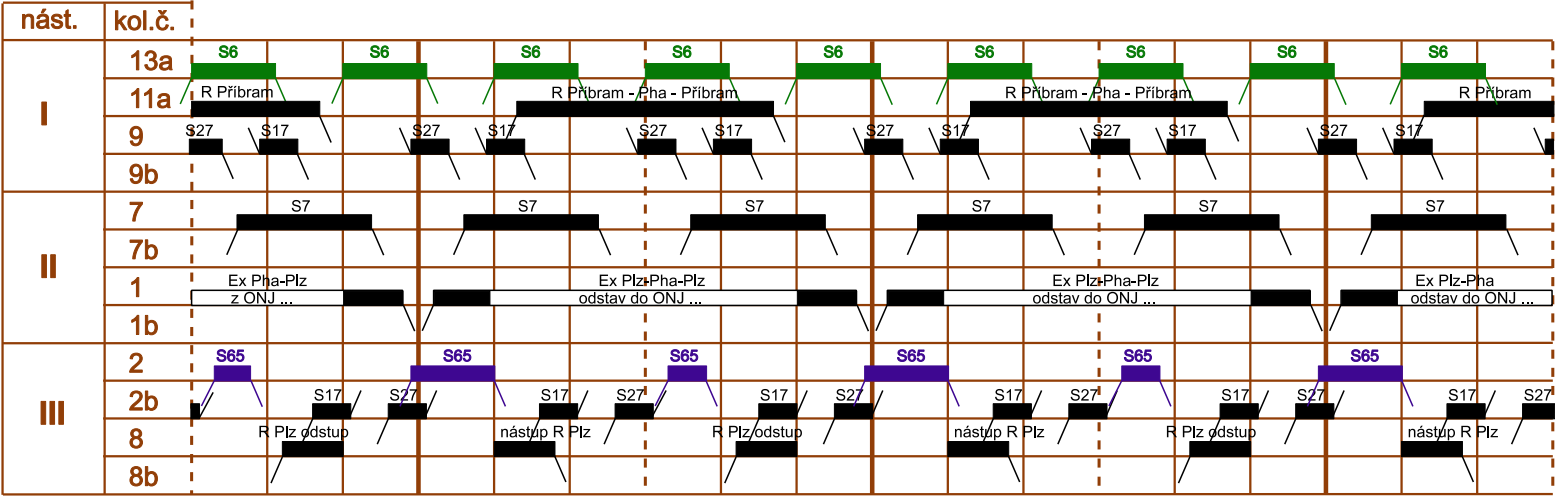 nást. kol.č.
S6 S6 S6 S6 S6 S6 S6 S6 S6
I
13a
R Příbram R Příbram - Pha - Příbram R Příbram - Pha - Příbram R Příbram
11a
S27 S17 S27 S17 S27 S17 S27 S17 S27 S17 S27 S17
9
9b
S7 S7 S7 S7 S7 S7
II
7
7b
Ex Pha-Plz Ex Plz-Pha-Plz Ex Plz-Pha-Plz Ex Plz-Pha
1
z ONJ ... odstav do ONJ ... odstav do ONJ ... odstav do ONJ ...
1b
S65 S65 S65 S65 S65 S65
III
2
S17 S27 S17 S27 S17 S27 S17 S27 S17 S27 S17 S27
2b
R Plz odstup nástup R Plz R Plz odstup nástup R Plz R Plz odstup nástup R Plz
8
8b